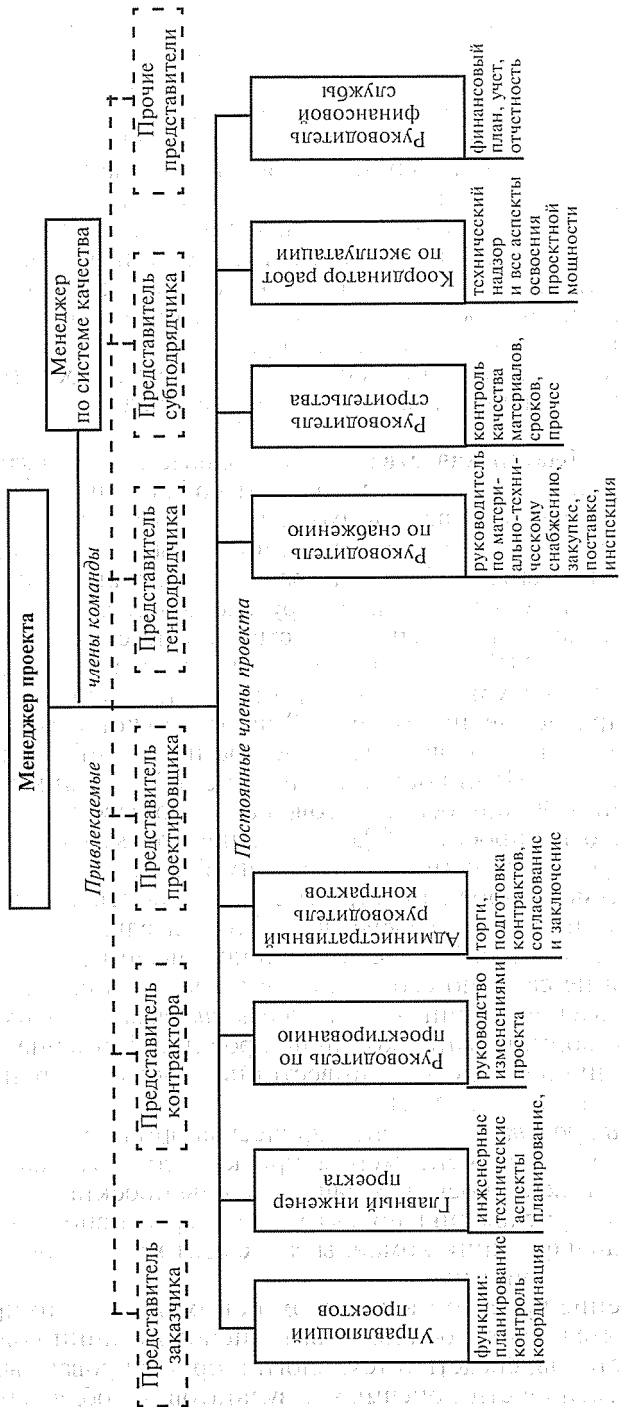 Менеджер проекта
Менеджер
по системе качества
Привлекаемые
члены команды
Представитель
заказчика
Представитель
контрактора
Представитель
проектировщика
Представитель
генподрядчика
Представитель
субподрядчика
Прочие
представители
Постоянные члены проекта
Управляющий
проектов
функции:
планирование
контроль
координация
Главный инженер
проекта
инженерные
технические
аспекты
планирование,
Руководитель по
проектированию
руководство
изменениями
проекта
Административный
руководитель
контрактов
торги,
подготовка
контрактов,
согласование
и заключение
Руководитель
по снабжению
руководитель
по матери-
ально-техни-
ческому
снабжению,
закупке,
поставке,
инспекция
Руководитель
строительства
контроль
качества
материалов,
сроков,
прочее
Координатор работ
по эксплуатации
технический
надзор
и все аспекты
освоения
проектной
мощности
Руководитель
финансовой
службы
финансовый
план, учет,
отчетность